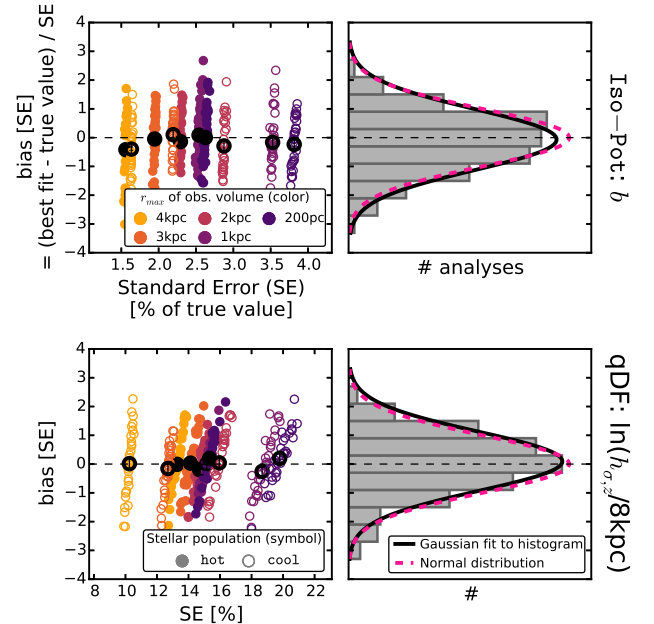 4
3
2
1
0
−1
−2
−3
−4
bias [SE]
= (best fit - true value) / SE
r_max of obs. volume (color)
4kpc 2kpc 200pc
3kpc 1kpc
1.5 2.0 2.5 3.0 3.5 4.0
Standard Error (SE)
[% of true value]
# analyses
Iso−Pot: b
4
3
2
1
0
−1
−2
−3
−4
bias [SE]
Stellar population (symbol)
hot cool
8 10 12 14 16 18 20 22
SE [%]
Gaussian fit to histogram
Normal distribution
#
qDF: ln(h_{σ,z}/8kpc)